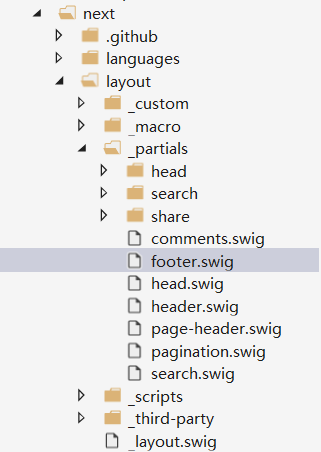 next
.github
languages
layout
_custom
_macro
_partials
head
search
share
comments.swig
footer.swig
head.swig
header.swig
page-header.swig
pagination.swig
search.swig
_scripts
_third-party
_layout.swig